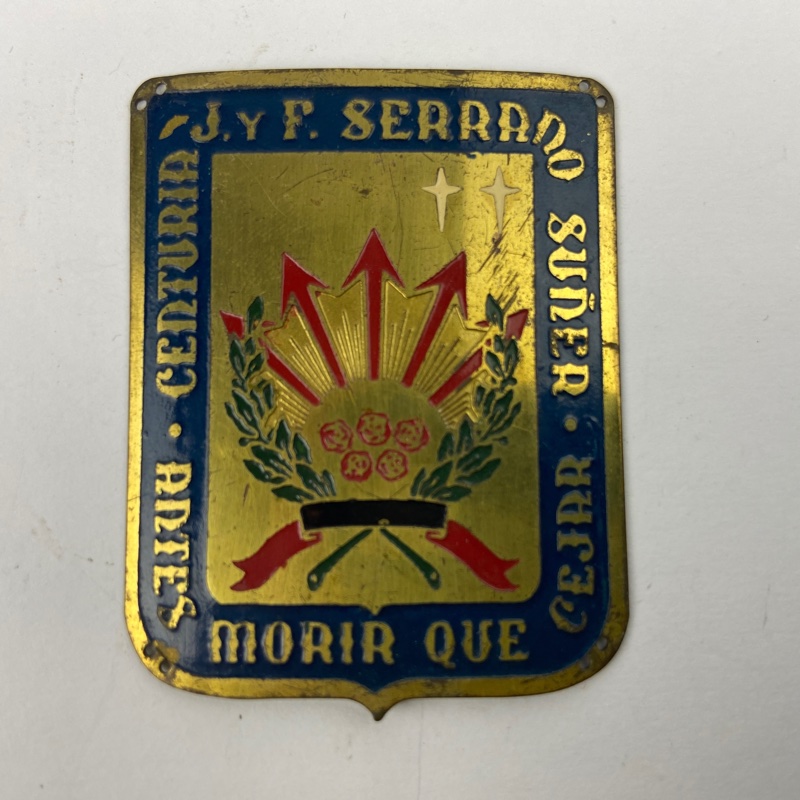 CENTURIA
J. Y F. SERRANO SUÑER ·
ANTES
MORIR QUE
CEJAR ·